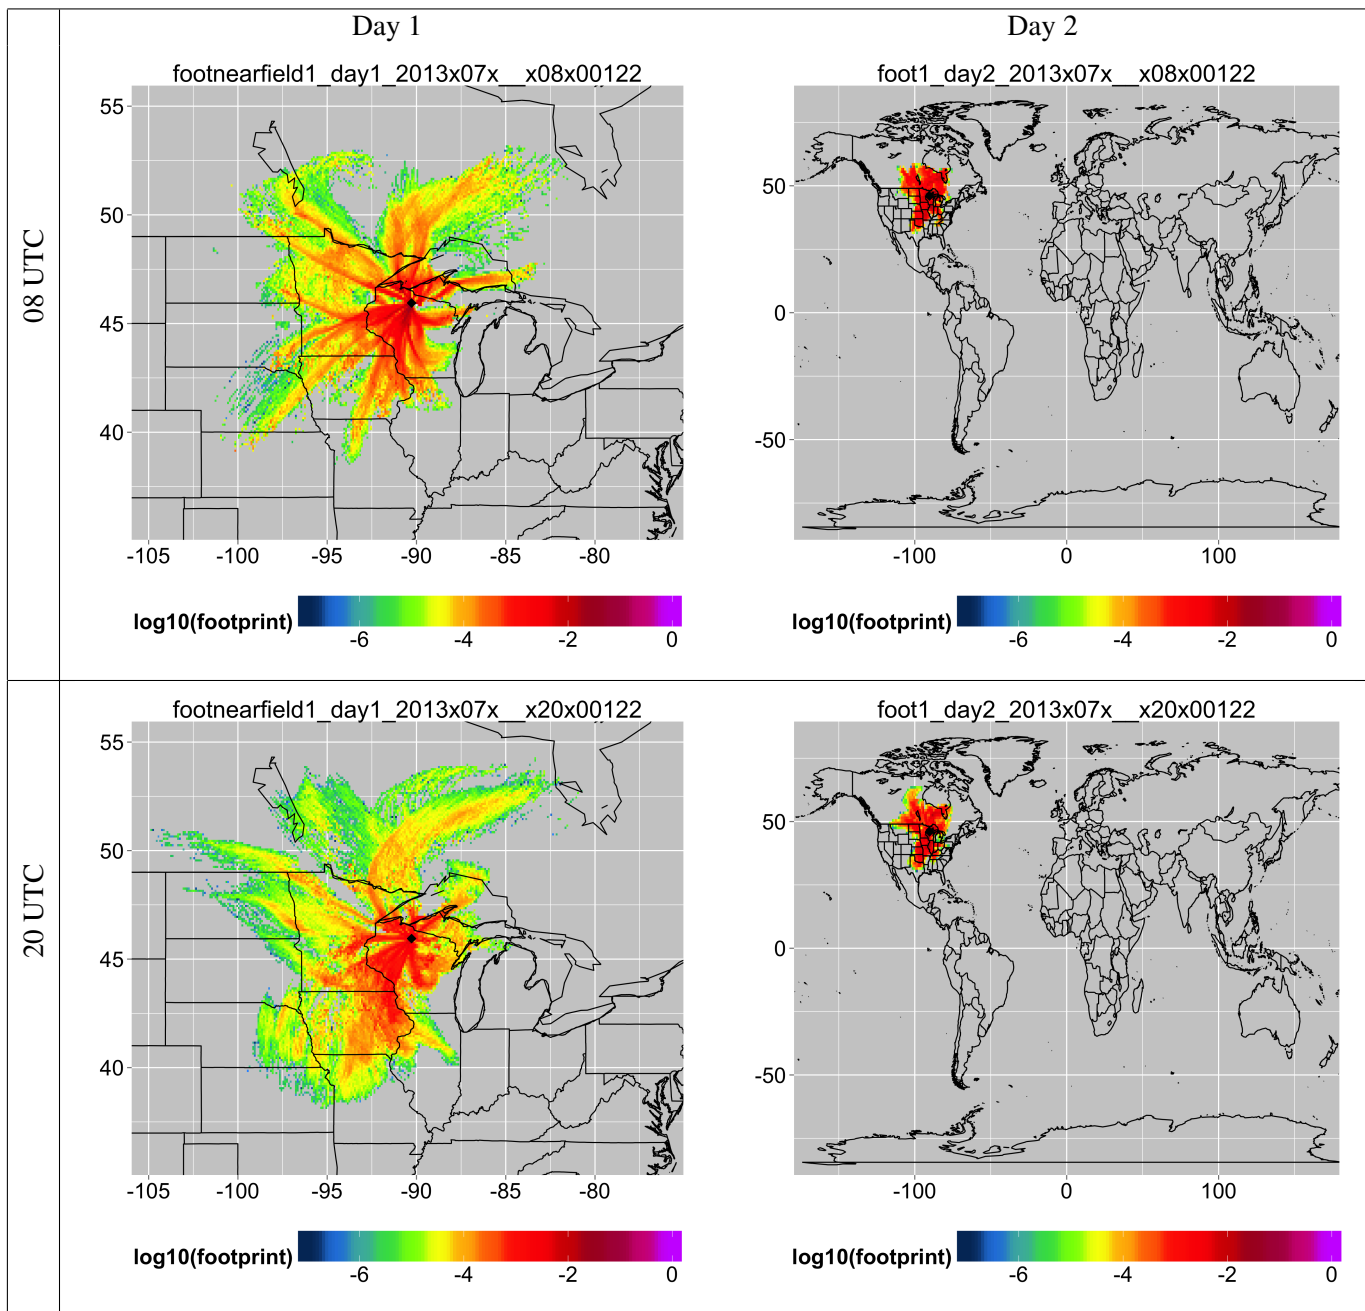 Day 1
Day 2
08 UTC
footnearfield1_day1_2013x07x__x08x00122
55
50
45
40
-105 -100 -95 -90 -85 -80
log10(footprint)
-6 -4 -2 0
foot1_day2_2013x07x__x08x00122
50
0
-50
-100 0 100
log10(footprint)
-6 -4 -2 0
20 UTC
footnearfield1_day1_2013x07x__x20x00122
55
50
45
40
-105 -100 -95 -90 -85 -80
log10(footprint)
-6 -4 -2 0
foot1_day2_2013x07x__x20x00122
50
0
-50
-100 0 100
log10(footprint)
-6 -4 -2 0